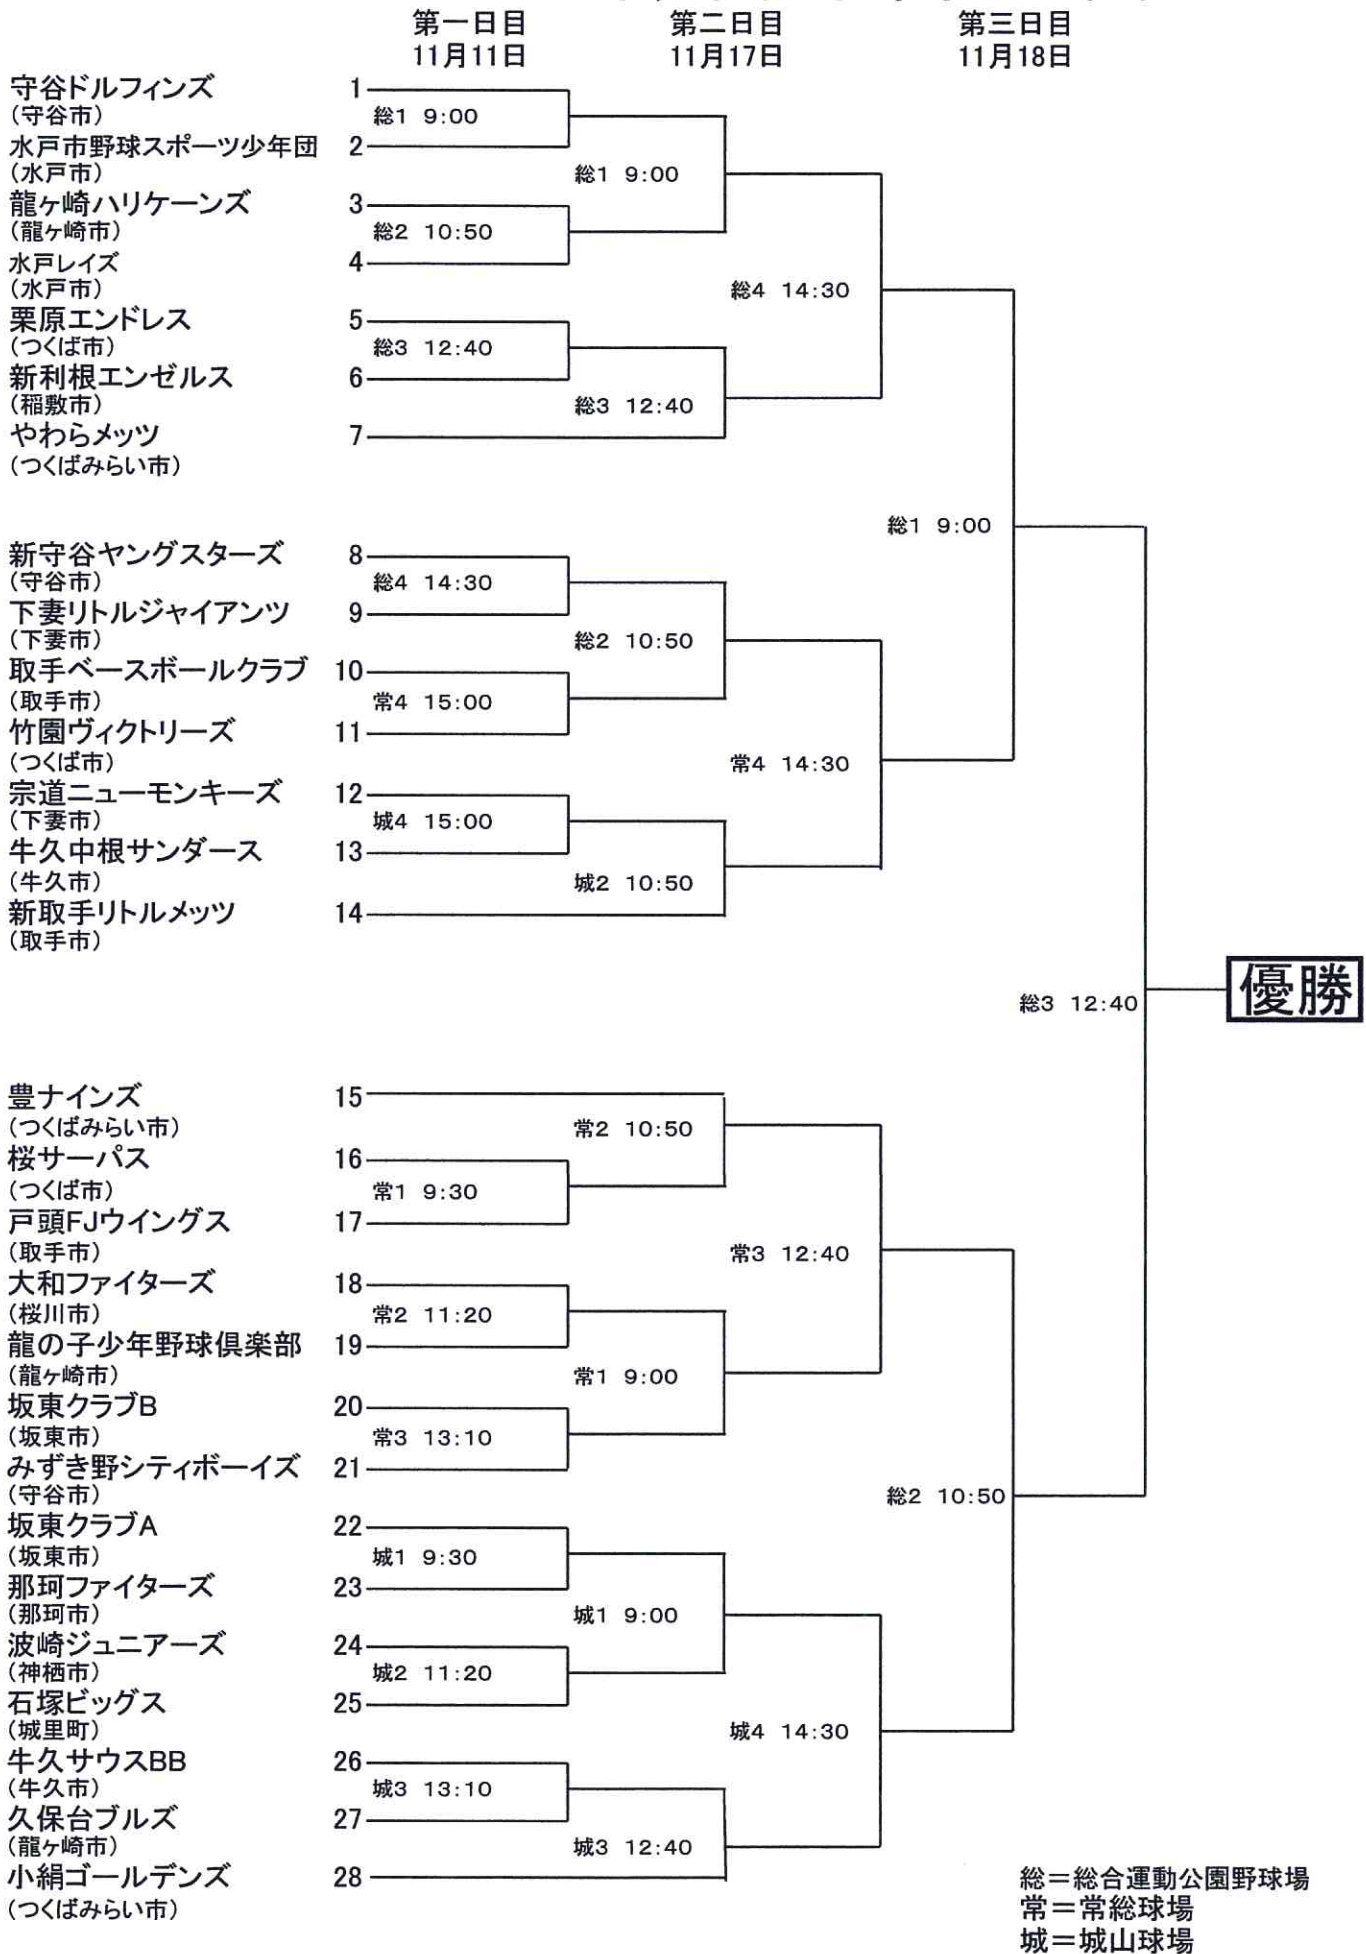 第一日目 第二日目 第三日目
11月11日 11月17日 11月18日
守谷ドルフィンズ 1
(守谷市) 総1 9:00
水戸市野球スポーツ少年団 2
(水戸市) 総1 9:00
龍ヶ崎ハリケーンズ 3
(龍ヶ崎市) 総2 10:50
水戸レイズ 4
(水戸市) 総4 14:30
栗原エンドレス 5
(つくば市) 総3 12:40
新利根エンゼルス 6
(稲敷市) 総3 12:40
やわらメッツ 7
(つくばみらい市)
総1 9:00
新守谷ヤングスターズ 8
(守谷市) 総4 14:30
下妻リトルジャイアンツ 9
(下妻市) 総2 10:50
取手ベースボールクラブ 10
(取手市) 常4 15:00
竹園ヴィクトリーズ 11
(つくば市) 常4 14:30
宗道ニューモンキーズ 12
(下妻市) 城4 15:00
牛久中根サンダース 13
(牛久市) 城2 10:50
新取手リトルメッツ 14
(取手市)
優勝
総3 12:40
豊ナインズ 15
(つくばみらい市) 常2 10:50
桜サーパス 16
(つくば市) 常1 9:30
戸頭FJウイングス 17
(取手市) 常3 12:40
大和ファイターズ 18
(桜川市) 常2 11:20
龍の子少年野球倶楽部 19
(龍ヶ崎市) 常1 9:00
坂東クラブB 20
(坂東市) 常3 13:10
みずき野シティボーイズ 21
(守谷市) 総2 10:50
坂東クラブA 22
(坂東市) 城1 9:30
那珂ファイターズ 23
(那珂市) 城1 9:00
波崎ジュニアーズ 24
(神栖市) 城2 11:20
石塚ビッグス 25
(城里町) 城4 14:30
牛久サウスBB 26
(牛久市) 城3 13:10
久保台ブルズ 27
(龍ヶ崎市) 城3 12:40
小絹ゴールデンズ 28
(つくばみらい市)
総=総合運動公園野球場
常=常総球場
城=城山球場